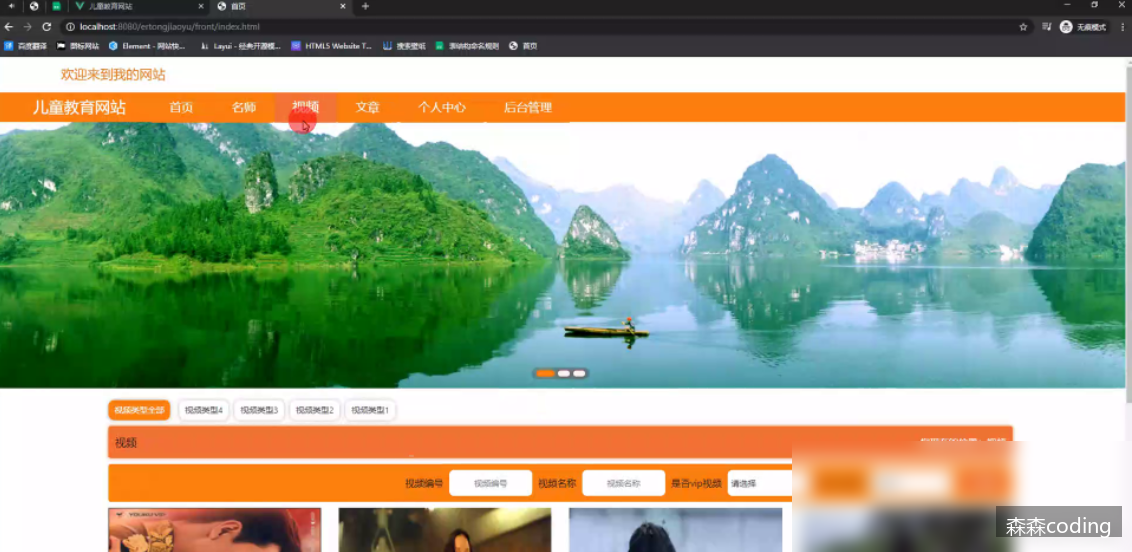 儿童教育网站
首页
localhost:8080/ertongjiaoyu/front/index.html
无痕模式
百度翻译
图标网站
Element - 网站快...
Layui - 经典开源模...
HTML5 Website T...
搜索壁纸
源码构命名规则
首页
欢迎来到我的网站
儿童教育网站
首页
名师
视频
文章
个人中心
后台管理
视频类型全部
视频类型4
视频类型3
视频类型2
视频类型1
视频
视频编号
视频编号
视频名称
视频名称
是否vip视频
请选择
森森coding